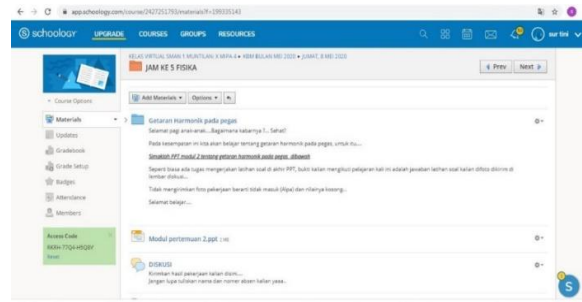 app.schoology.com/course/2427251753/materials?f=299335143
schoology
UPGRADE
COURSES
GROUPS
RESOURCES
sur tini
KELAS VIRTUAL SMAN 1 MUNTILAN: X MIPA 4 ▸ KBM BULAN MEI 2020 ▸ JUMAT, 8 MEI 2020
JAM KE 5 FISIKA
Prev
Next
Course Options
Add Materials
Options
Materials
Updates
Gradebook
Grade Setup
Badges
Attendance
Members
Access Code
Reset
Getaran Harmonik pada pegas
Selamat pagi anak-anak... Bagaimana kabarnya ?... Sehat!
Pada kesempatan ini kita akan belajar tentang getaran harmonik pada pegas, untuk itu...
Simaklah PPT modul 2 tentang getaran harmonik pada pegas dibawah
Seperti biasa ada tugas mengerjakan latihan soal di akhir PPT, bukti kalian mengikuti pelajaran kali ini adalah jawaban latihan soal kalian difoto dikirim di
lembar diskusi...
Tidak mengirimkan foto pekerjaan berarti tidak masuk (Alpa) dan nilainya kosong...
Selamat belajar...
Modul pertemuan 2.ppt
DISKUSI
Kirimkan hasil pekerjaan kalian disini...
Jangan lupa tuliskan nama dan nomer absen kalian yaaa..
S